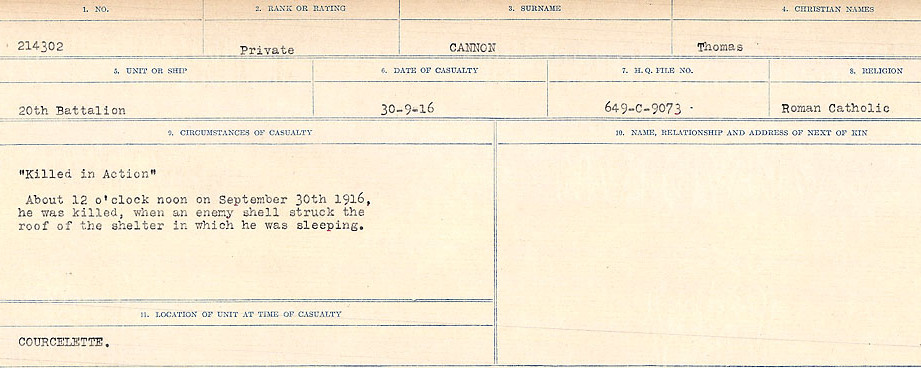 1. NO.
2. RANK OR RATING
3. SURNAME
4. CHRISTIAN NAMES
214302
Private
CANNON
Thomas
5. UNIT OR SHIP
6. DATE OF CASUALTY
7. H.Q. FILE NO.
8. RELIGION
20th Battalion
30-9-16
649-C-9073 -
Roman Catholic
9. CIRCUMSTANCES OF CASUALTY
"Killed in Action"
About 12 o'clock noon on September 30th 1916,
he was killed, when an enemy shell struck the
roof of the shelter in which he was sleeping.
10. NAME, RELATIONSHIP AND ADDRESS OF NEXT OF KIN
11. LOCATION OF UNIT AT TIME OF CASUALTY
COURCELETTE.